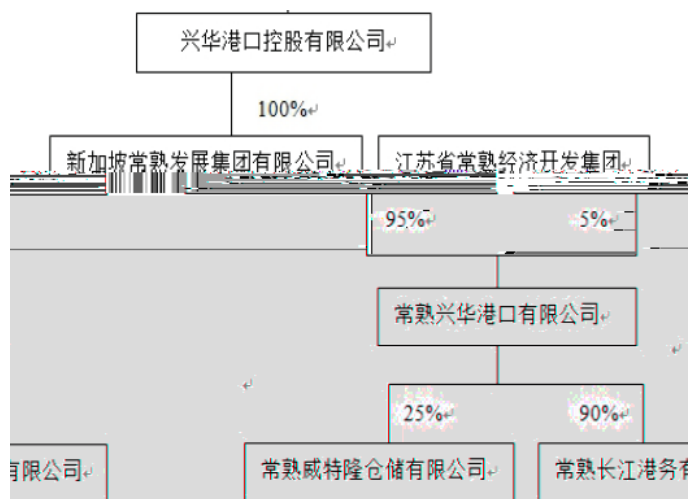 兴华港口控股有限公司
100%
新加坡常熟发展集团有限公司
江苏省常熟经济开发集团
95%
5%
常熟兴华港口有限公司
25%
90%
有限公司
常熟威特隆仓储有限公司
常熟长江港务有